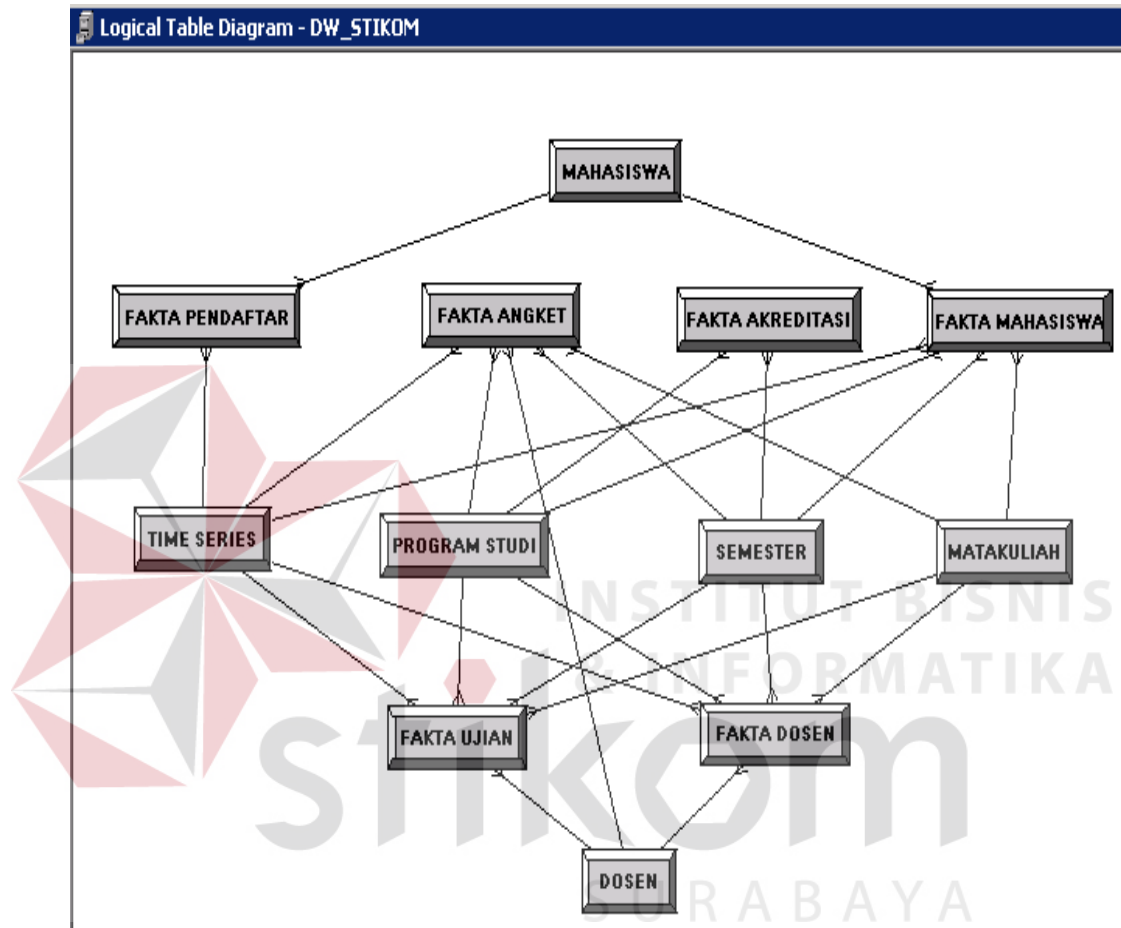 Logical Table Diagram - DW_STIKOM
MAHASISWA
FAKTA PENDAFTAR
FAKTA ANGKET
FAKTA AKREDITASI
FAKTA MAHASISWA
TIME SERIES
PROGRAM STUDI
SEMESTER
MATAKULIAH
INSTITUT BISNIS
& INFORMATIKA
FAKTA UJIAN
FAKTA DOSEN
stikom
DOSEN
SURABAYA